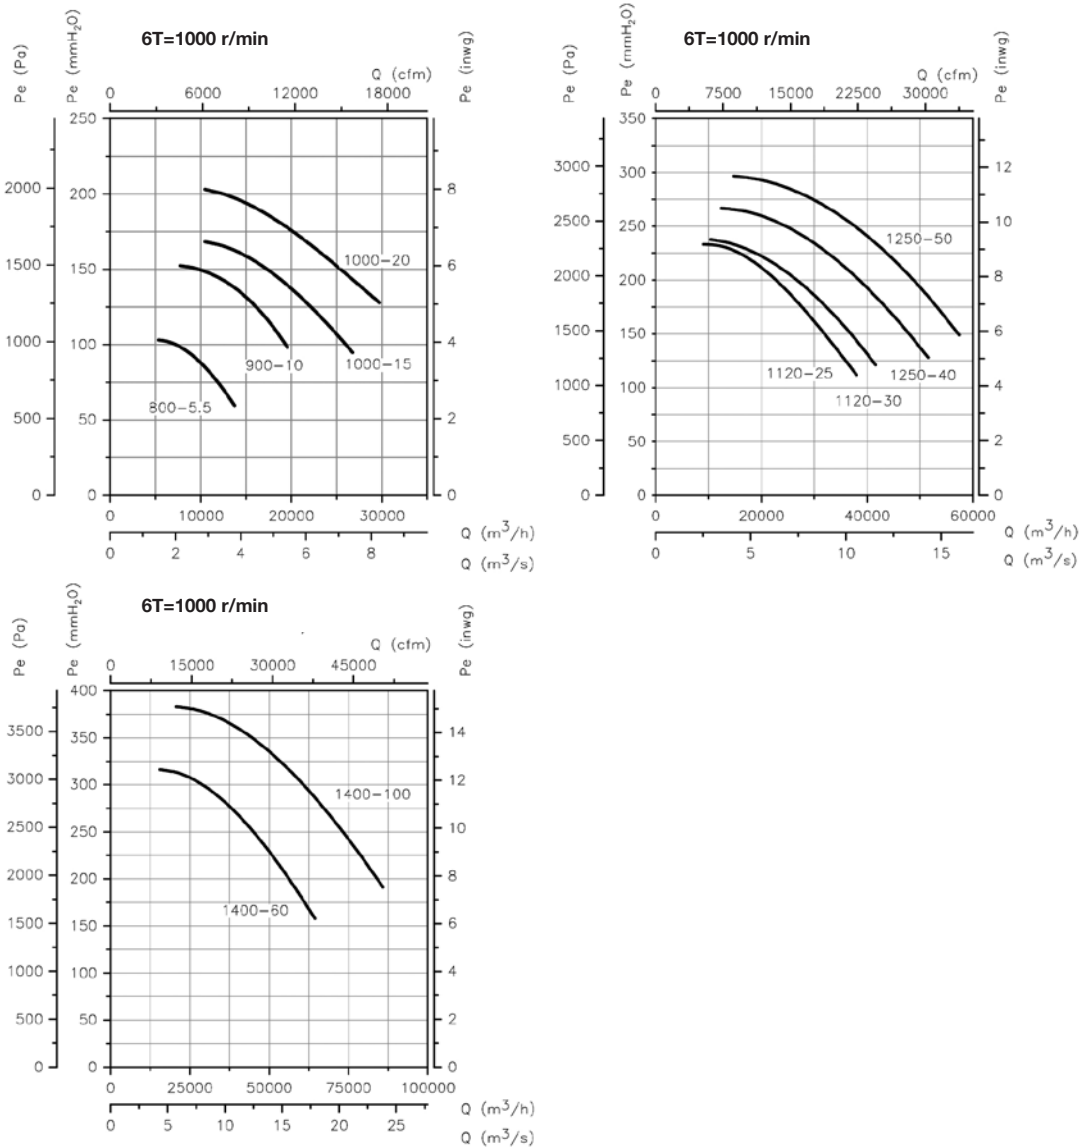 6T=1000 r/min
Pe (Pa)
Pe (mmH2O)
Pe (inwg)
Q (cfm)
0 6000 12000 18000
250
200
150
100
50
0
2000
1500
1000
500
0
8
6
4
2
0
1000-20
1000-15
900-10
800-5.5
0 10000 20000 30000
Q (m³/h)
0 2 4 6 8
Q (m³/s)
6T=1000 r/min
Pe (Pa)
Pe (mmH2O)
Pe (inwg)
Q (cfm)
0 7500 15000 22500 30000
350
300
250
200
150
100
50
0
3000
2500
2000
1500
1000
500
0
12
10
8
6
4
2
0
1250-50
1250-40
1120-25
1120-30
0 20000 40000 60000
Q (m³/h)
0 5 10 15
Q (m³/s)
6T=1000 r/min
Pe (Pa)
Pe (mmH2O)
Pe (inwg)
Q (cfm)
0 15000 30000 45000
400
350
300
250
200
150
100
50
0
3500
3000
2500
2000
1500
1000
500
0
14
12
10
8
6
4
2
0
1400-100
1400-60
0 25000 50000 75000 100000
Q (m³/h)
0 5 10 15 20 25
Q (m³/s)